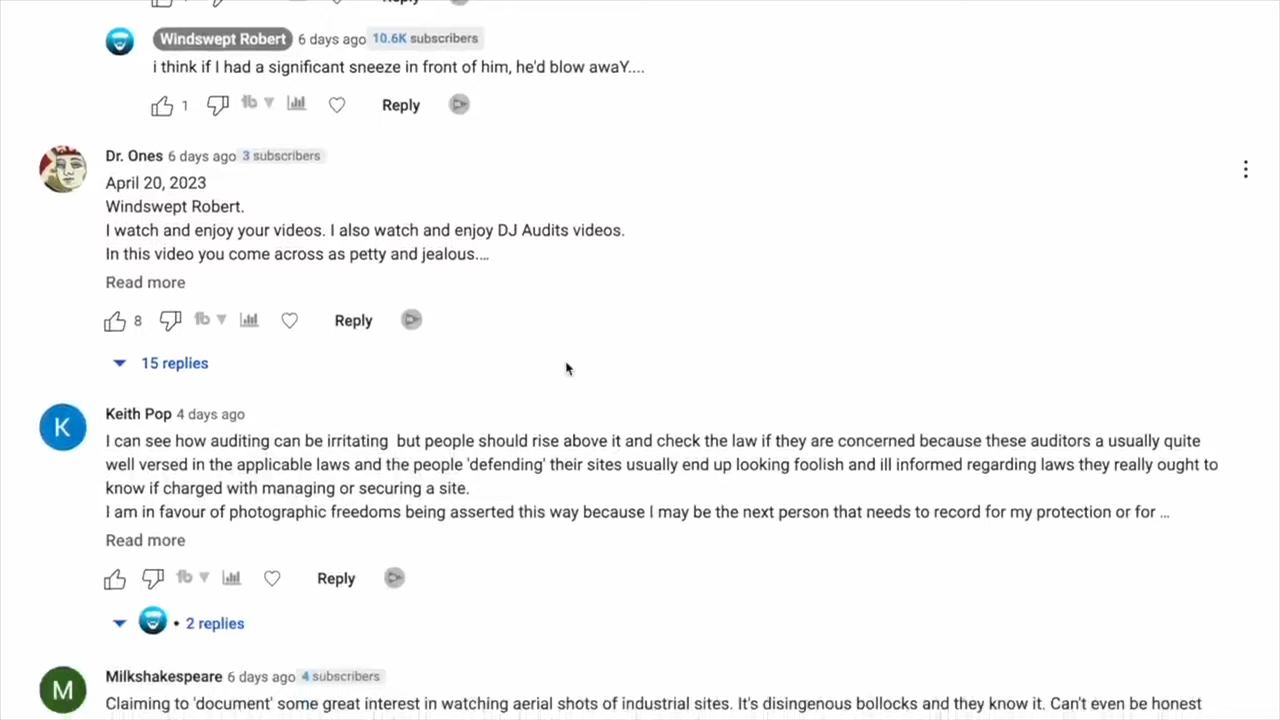 Reply
Windswept Robert 6 days ago 10.6K subscribers
i think if I had a significant sneeze in front of him, he'd blow awaY....
1 Reply
Dr. Ones 6 days ago 3 subscribers
April 20, 2023
Windswept Robert.
I watch and enjoy your videos. I also watch and enjoy DJ Audits videos.
In this video you come across as petty and jealous....
Read more
8 Reply
15 replies
Keith Pop 4 days ago
K
I can see how auditing can be irritating  but people should rise above it and check the law if they are concerned because these auditors a usually quite
well versed in the applicable laws and the people 'defending' their sites usually end up looking foolish and ill informed regarding laws they really ought to
know if charged with managing or securing a site.
I am in favour of photographic freedoms being asserted this way because I may be the next person that needs to record for my protection or for ...
Read more
Reply
• 2 replies
Milkshakespeare 6 days ago 4 subscribers
M
Claiming to 'document' some great interest in watching aerial shots of industrial sites. It's disingenous bollocks and they know it. Can't even be honest